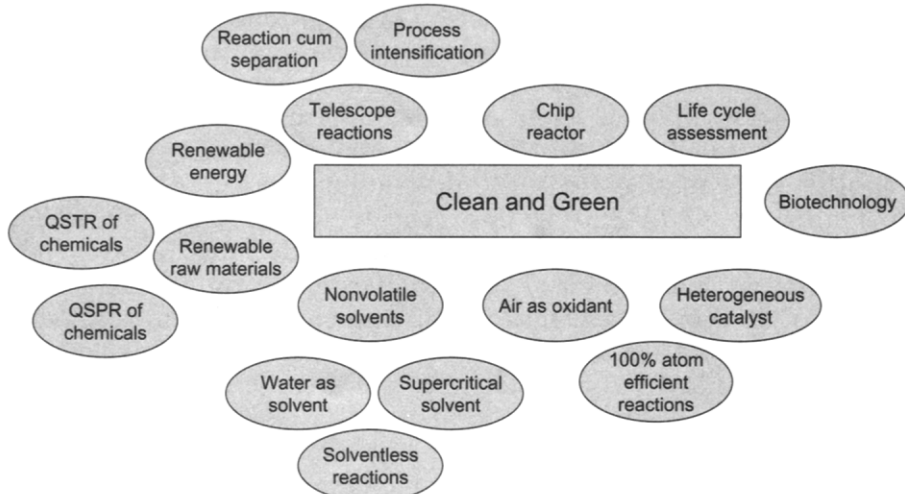 Reaction cum
separation
Process
intensification
Telescope
reactions
Chip
reactor
Life cycle
assessment
Renewable
energy
Clean and Green
Biotechnology
QSTR of
chemicals
Renewable
raw materials
QSPR of
chemicals
Nonvolatile
solvents
Air as oxidant
Heterogeneous
catalyst
100% atom
efficient
reactions
Water as
solvent
Supercritical
solvent
Solventless
reactions